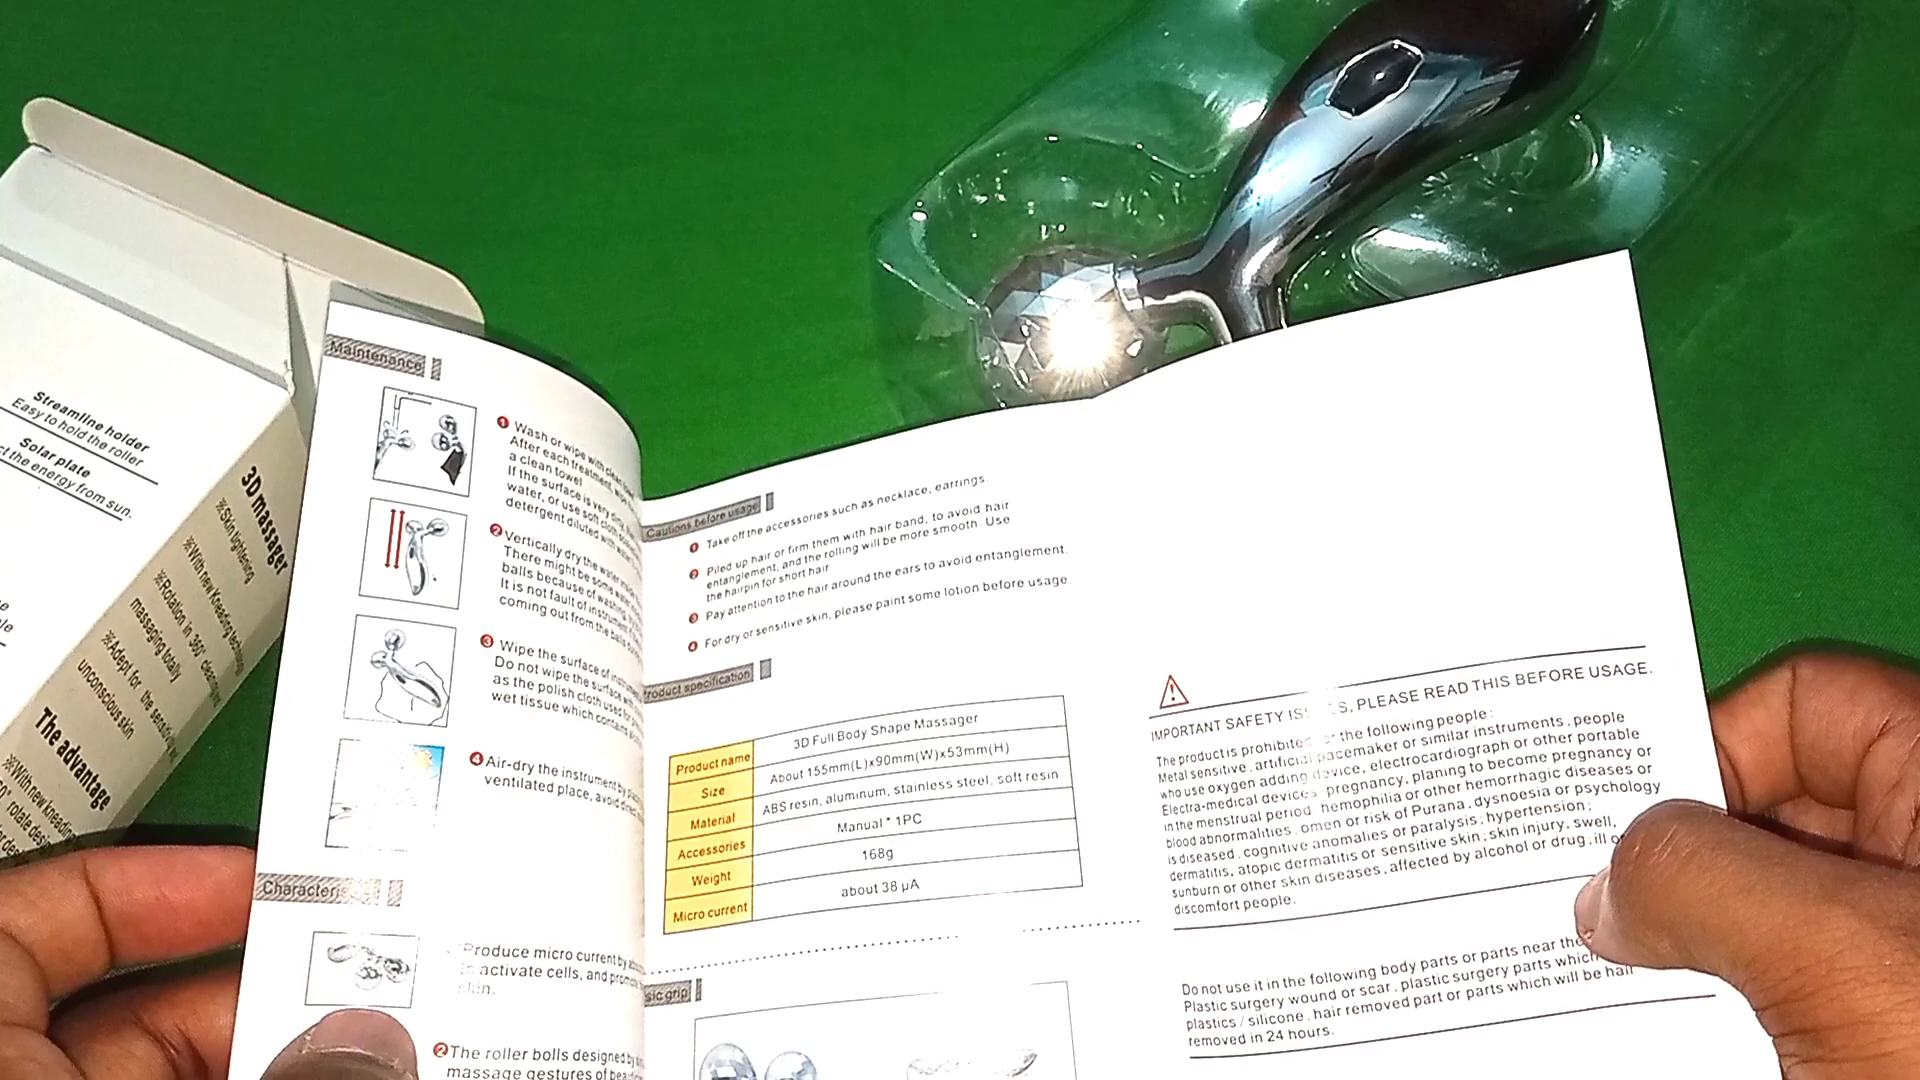 Streamline holder
Easy to hold the roller
Solar plate
ct the energy from sun.
3D massager
※Skin tightening
※With new Kneading
※Rotation in 360°
massaging totally
※Adept for the
unconscious skin
The advantage
※With new kneading
rotate
Maintenance
1 Wash or wipe with
After each treatment,
a clean towel
If the surface is very
water, or use soft cloth
detergent diluted with
2 Vertically dry the water
There might be some
balls because of washing
It is not fault of instrument
coming out from the balls
3 Wipe the surface of
Do not wipe the surface
as the polish cloth used
wet tissue which contains
4 Air-dry the instrument by
ventilated place, avoid
Produce micro current by
activate cells, and
2 The roller bolls designed by
massage gestures of
Cautions before usage
1 Take off the accessories such as necklace, earrings.
2 Piled up hair or firm them with hair band, to avoid hair
entanglement, and the rolling will be more smooth. Use
the hairpin for short hair
3 Pay attention to the hair around the ears to avoid entanglement.
4 For dry or sensitive skin, please paint some lotion before usage.
roduct specification
Product name 3D Full Body Shape Massager
Size About 155mm(L)x90mm(W)x53mm(H)
Material ABS resin, aluminum, stainless steel, soft resin
Accessories Manual * 1PC
Weight 168g
Micro current about 38 μA
sic grip
IMPORTANT SAFETY IS S, PLEASE READ THIS BEFORE USAGE.
The product is prohibited the following people:
Metal sensitive, artificial pacemaker or similar instruments, people
who use oxygen adding device, electrocardiograph or other portable
Electra-medical devices pregnancy, planing to become pregnancy or
in the menstrual period hemophilia or other hemorrhagic diseases or
blood abnormalities, omen or risk of Purana, dysnoesia or psychology
is diseased, cognitive anomalies or paralysis; hypertension;
dermatitis, atopic dermatitis or sensitive skin; skin injury, swell,
sunburn or other skin diseases, affected by alcohol or drug, ill
discomfort people.
Do not use it in the following body parts or parts near the
Plastic surgery wound or scar, plastic surgery parts which
plastics / silicone, hair removed part or parts which will be hair
removed in 24 hours.